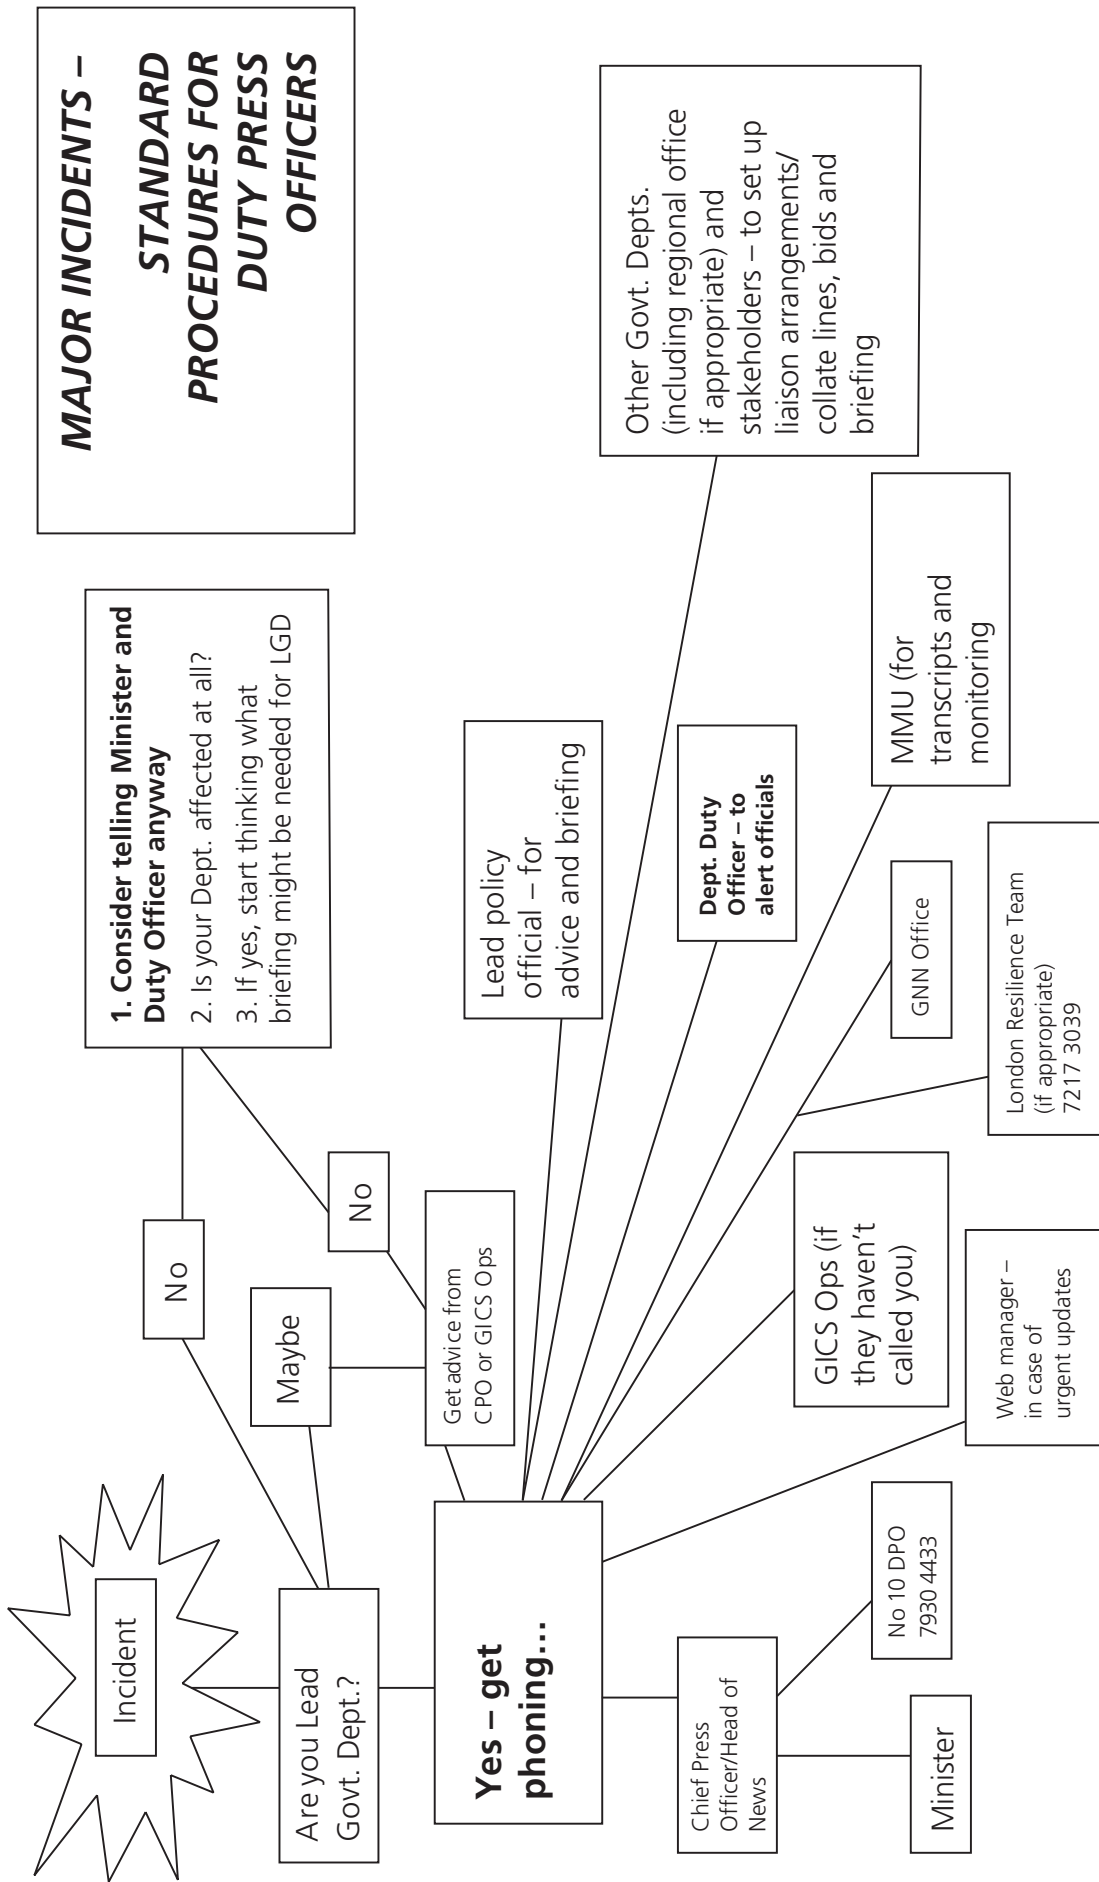 MAJOR INCIDENTS –
STANDARD
PROCEDURES FOR
DUTY PRESS
OFFICERS
Incident
Are you Lead
Govt. Dept.?
No
Maybe
No
1. Consider telling Minister and
Duty Officer anyway
2. Is your Dept. affected at all?
3. If yes, start thinking what
briefing might be needed for LGD
Get advice from
CPO or GICS Ops
Yes – get
phoning...
Lead policy
official – for
advice and briefing
Other Govt. Depts.
(including regional office
if appropriate) and
stakeholders – to set up
liaison arrangements/
collate lines, bids and
briefing
Dept. Duty
Officer – to
alert officials
MMU (for
transcripts and
monitoring
GNN Office
London Resilience Team
(if appropriate)
7217 3039
GICS Ops (if
they haven't
called you)
Web manager –
in case of
urgent updates
Chief Press
Officer/Head of
News
No 10 DPO
7930 4433
Minister